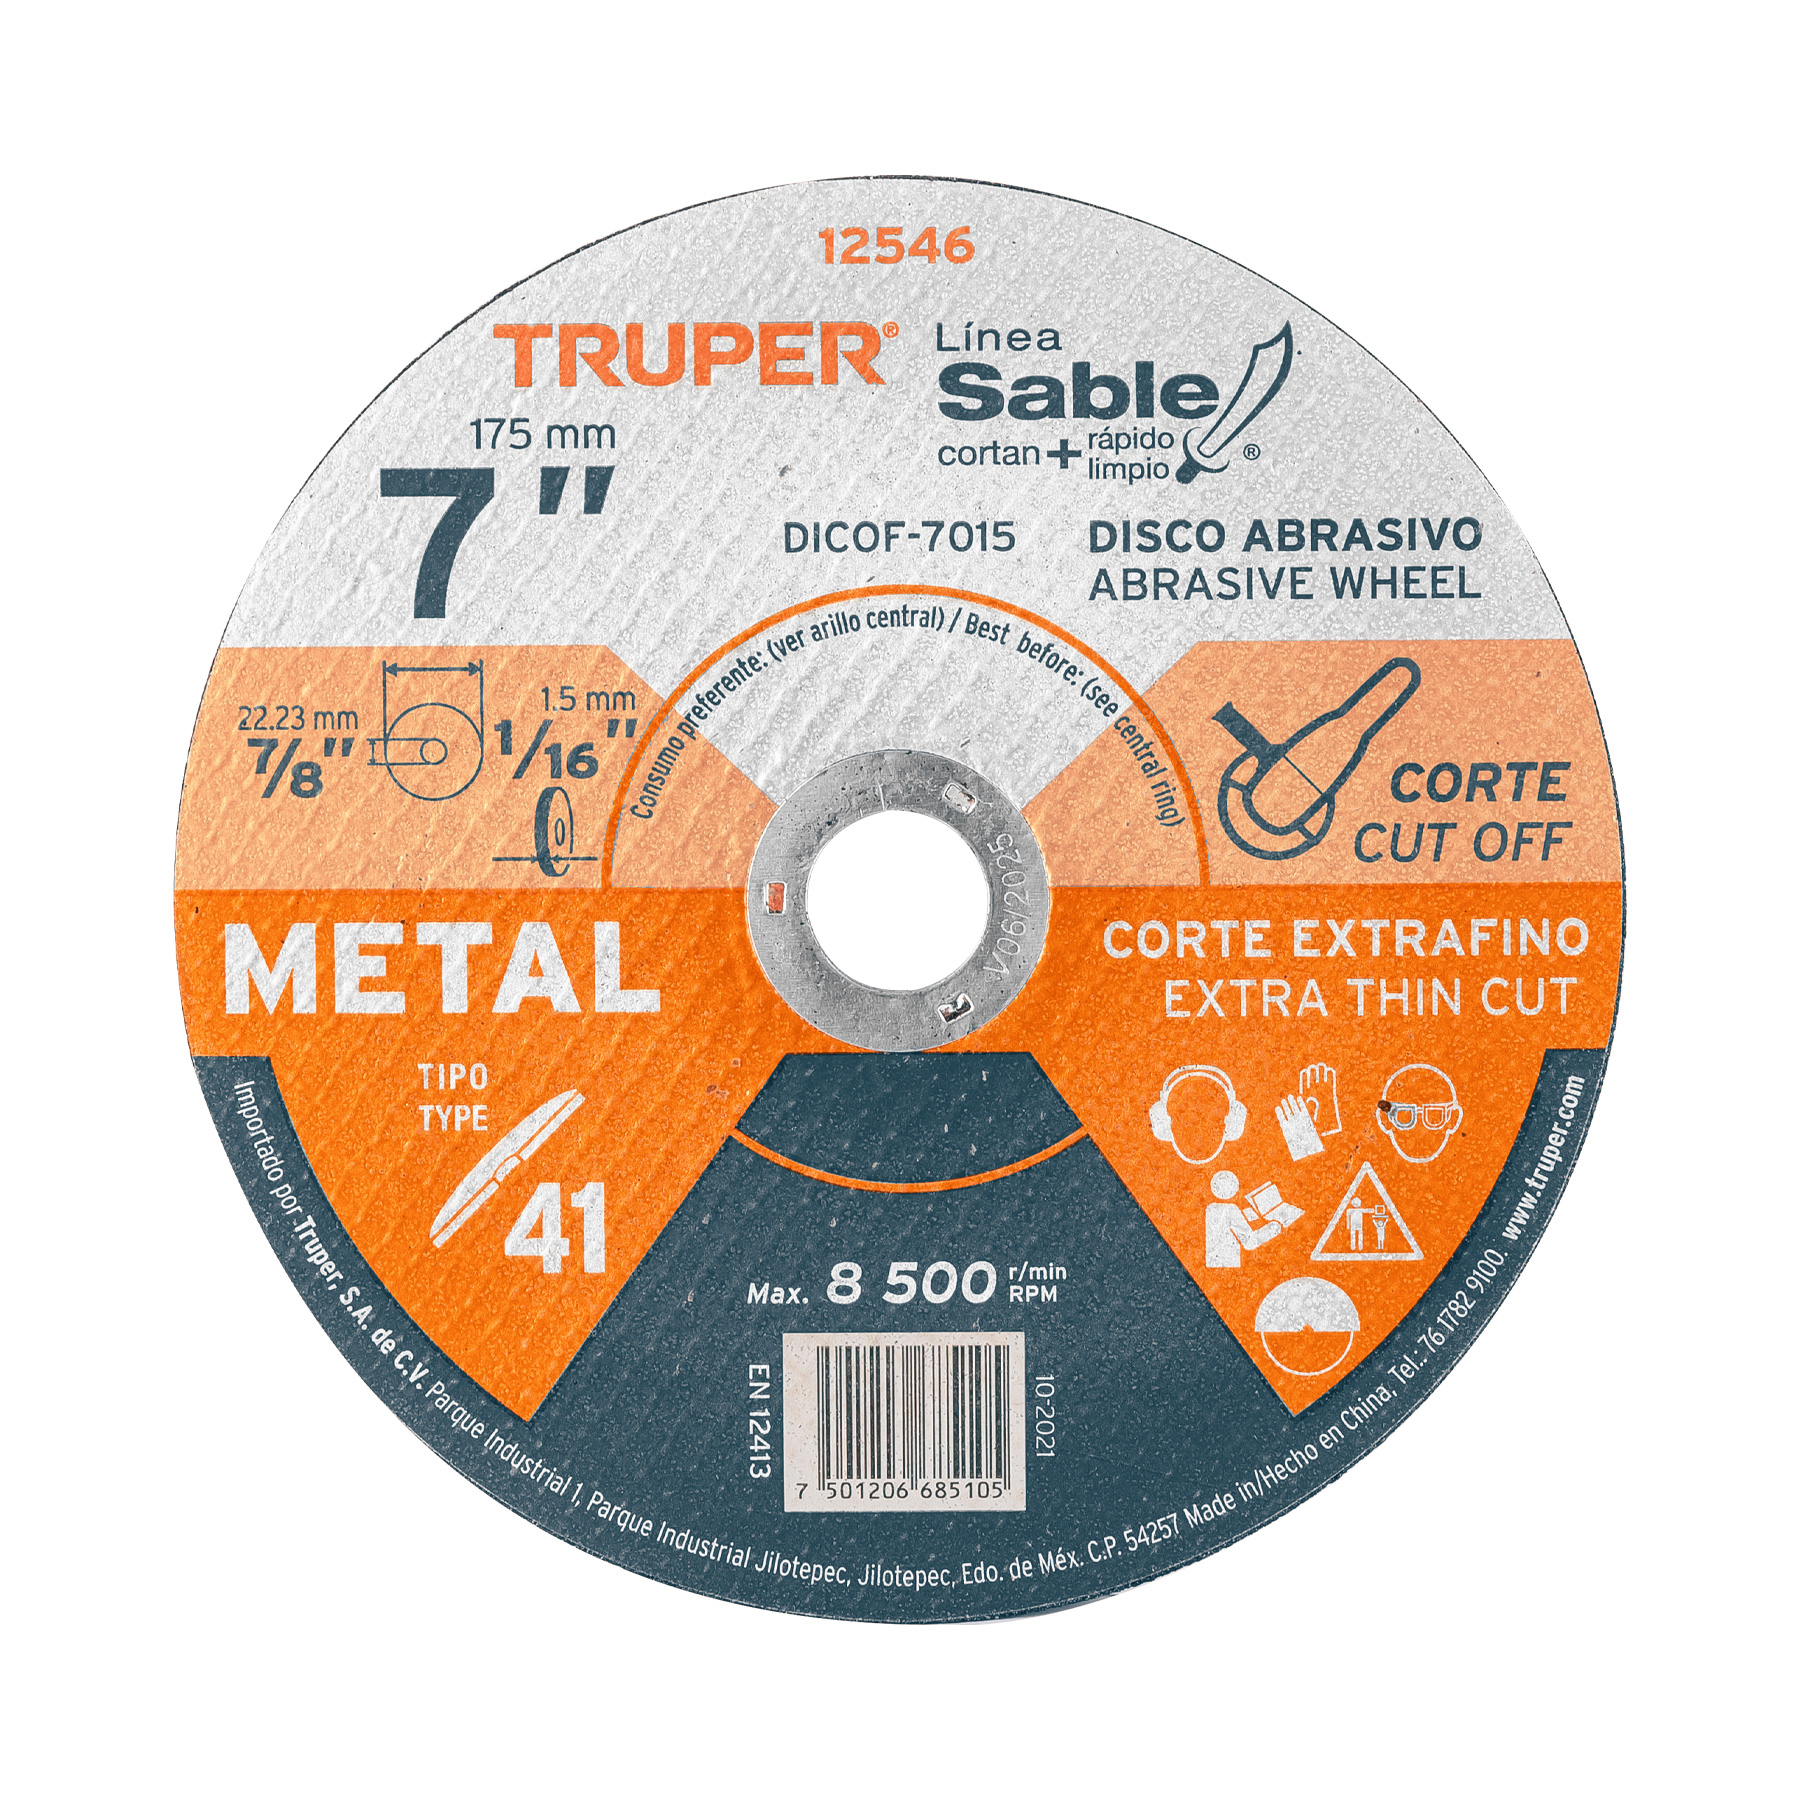 12546
TRUPER®
Línea
Sable
cortan + rápido
limpio ®
175 mm
7"
DICOF-7015
DISCO ABRASIVO
ABRASIVE WHEEL
Consumo preferente: (ver arillo central) / Best before: (see central ring)
22.23 mm
7/8"
1.5 mm
1/16"
CORTE
CUT OFF
V06/2025
METAL
CORTE EXTRAFINO
EXTRA THIN CUT
TIPO
TYPE
41
Max. 8 500 r/min
RPM
EN 12413
10-2021
7 501206 685105
Importado por Truper, S.A. de C.V. Parque Industrial 1, Parque Industrial Jilotepec, Jilotepec, Edo. de Méx. C.P. 54257 Made in/Hecho en China, Tel.: 76 1782 9100. www.truper.com